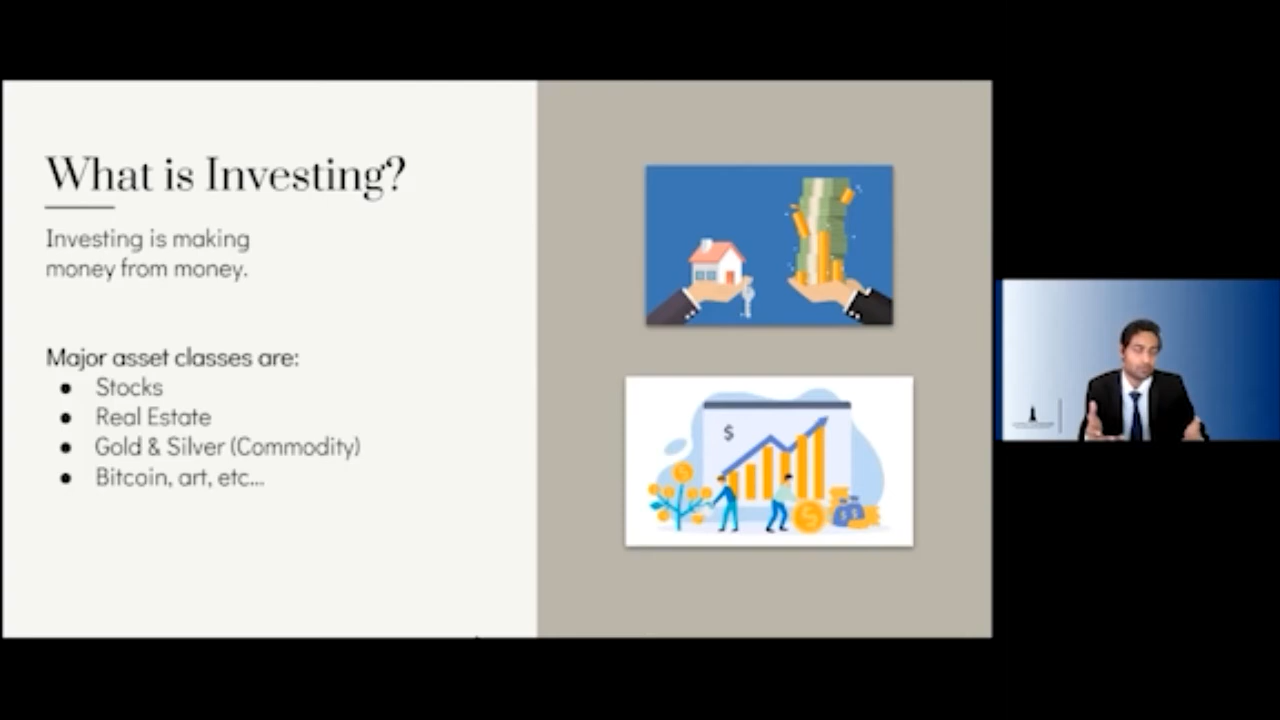 What is Investing?
Investing is making
money from money.
Major asset classes are:
● Stocks
● Real Estate
● Gold & Silver (Commodity)
● Bitcoin, art, etc...
$
$
$
$ $